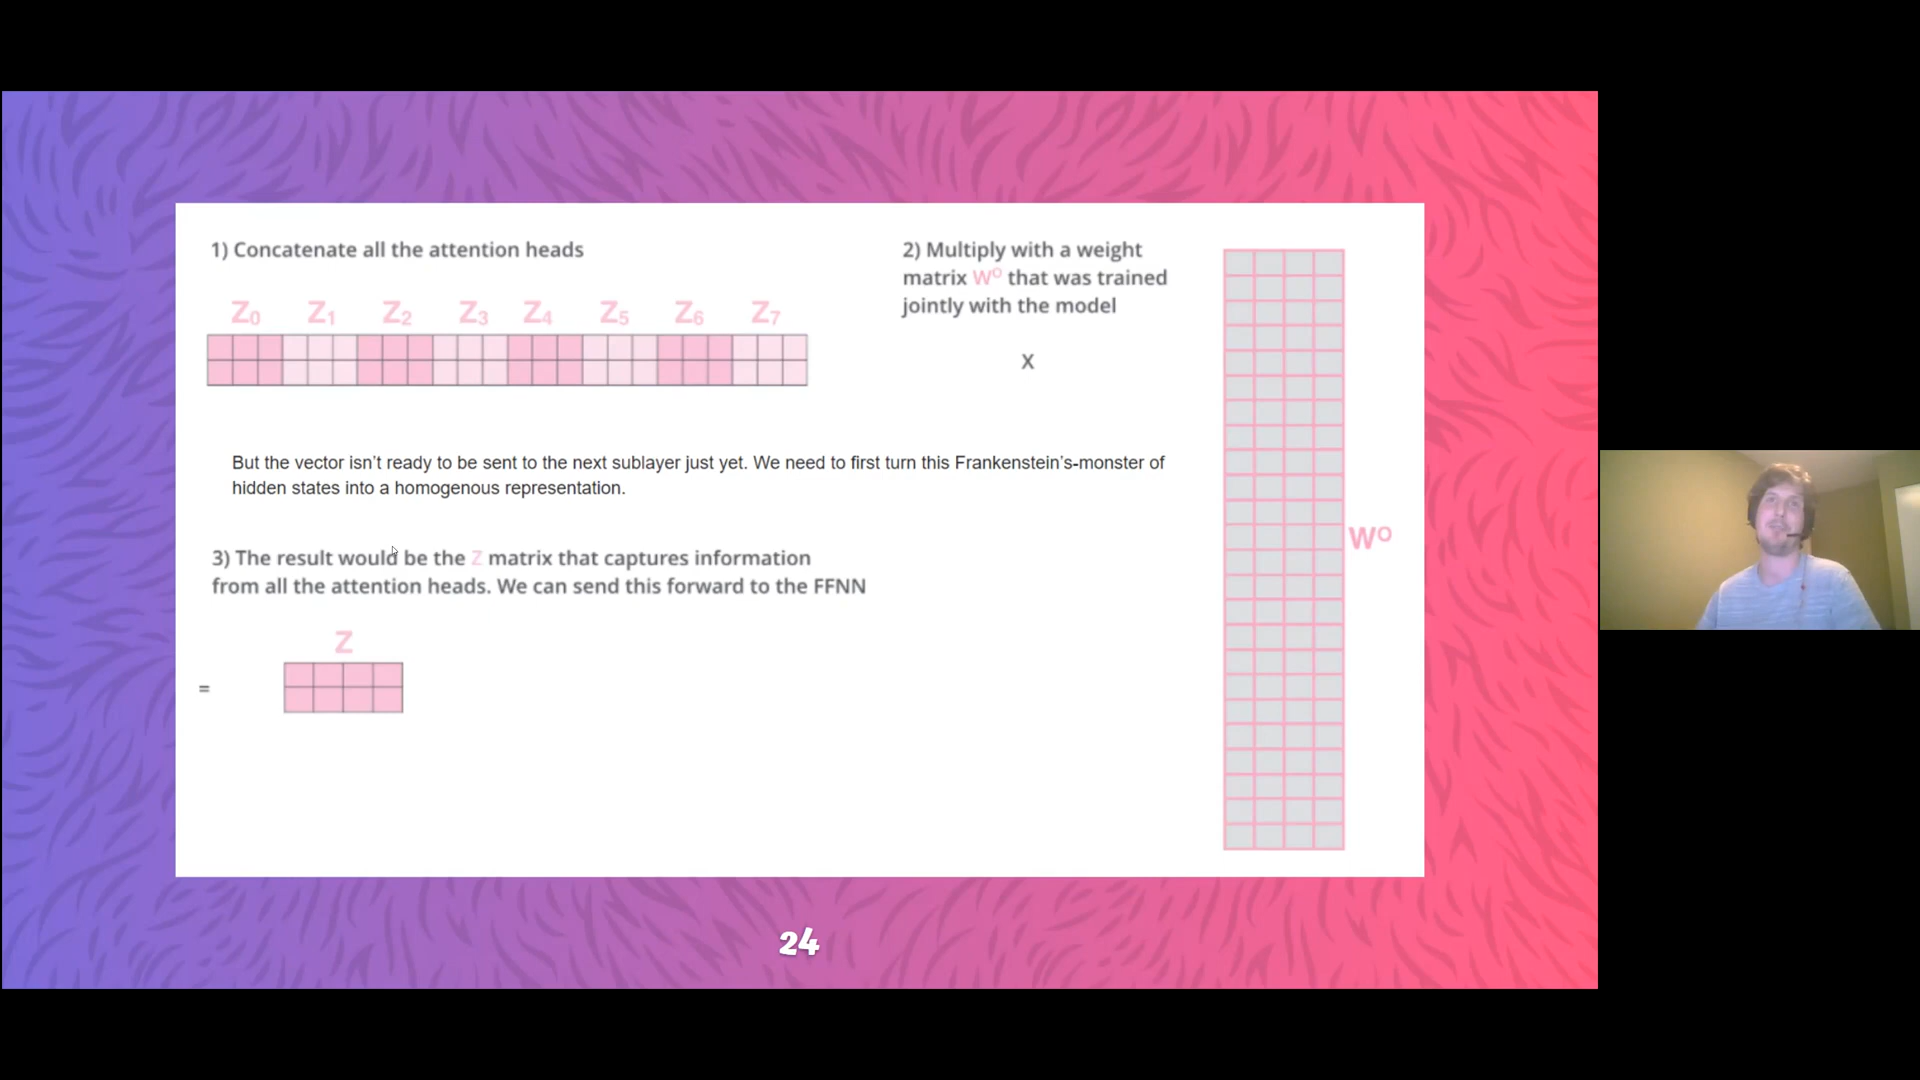 1) Concatenate all the attention heads
Z0 Z1 Z2 Z3 Z4 Z5 Z6 Z7
2) Multiply with a weight
matrix W^O that was trained
jointly with the model
X
W^O
But the vector isn't ready to be sent to the next sublayer just yet. We need to first turn this Frankenstein's-monster of
hidden states into a homogenous representation.
3) The result would be the Z matrix that captures information
from all the attention heads. We can send this forward to the FFNN
Z
=
24